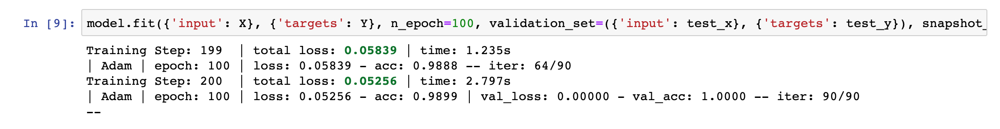 In [9]: model.fit({'input': X}, {'targets': Y}, n_epoch=100, validation_set=({'input': test_x}, {'targets': test_y}), snapshot_
Training Step: 199  | total loss: 0.05839 | time: 1.235s
| Adam | epoch: 100 | loss: 0.05839 - acc: 0.9888 -- iter: 64/90
Training Step: 200  | total loss: 0.05256 | time: 2.797s
| Adam | epoch: 100 | loss: 0.05256 - acc: 0.9899 | val_loss: 0.00000 - val_acc: 1.0000 -- iter: 90/90
--